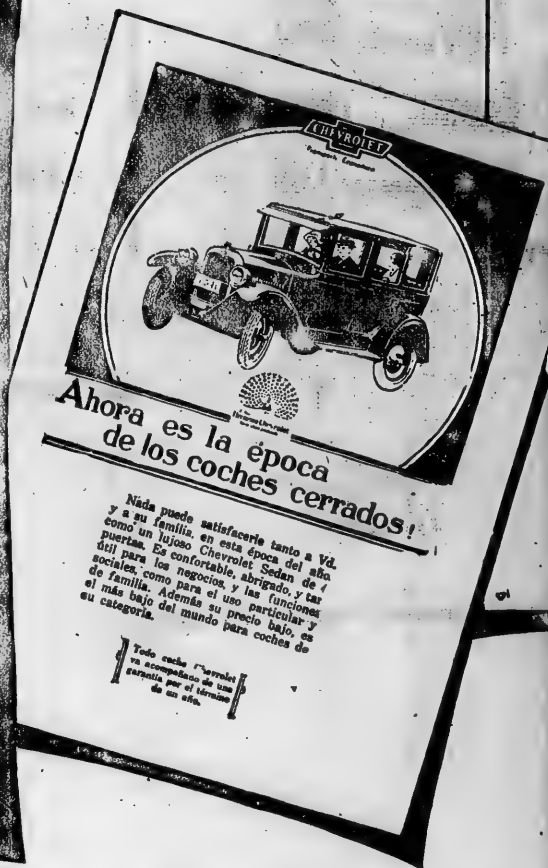 CHEVROLET
Ahora es la época
de los coches cerrados!
Nada puede satisfacerle tanto a Vd.
y a su familia, en esta época del año
como un lujoso Chevrolet Sedan de 4
puertas. Es confortable, abrigado, y tan
útil para los negocios, y las funciones
sociales, como para el uso particular y
de familia. Además su precio bajo, es
el más bajo del mundo para coches de
su categoría.
Todo coche Chevrolet
va acompañado de una
garantía por el término
de un año.